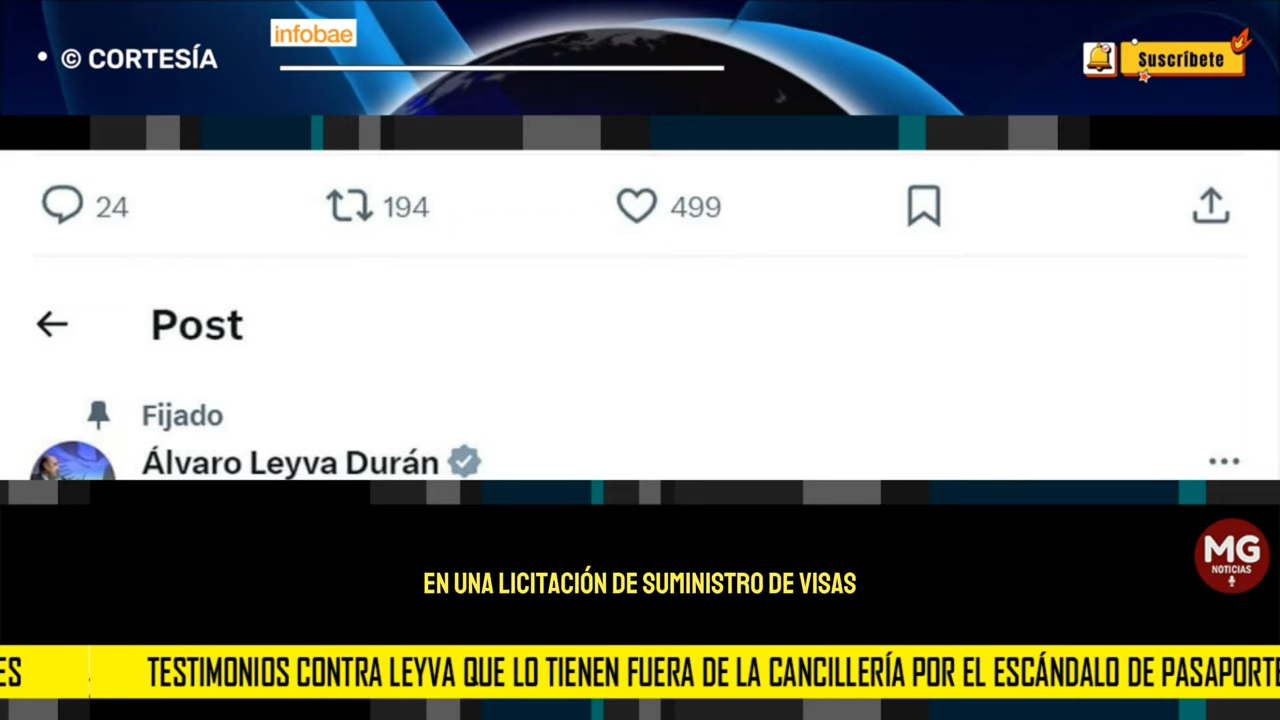 infobae
© CORTESÍA
Suscríbete
24
194
499
Post
Fijado
Álvaro Leyva Durán
EN UNA LICITACIÓN DE SUMINISTRO DE VISAS
MG
NOTICIAS
ES
TESTIMONIOS CONTRA LEYVA QUE LO TIENEN FUERA DE LA CANCILLERÍA POR EL ESCÁNDALO DE PASAPORTE